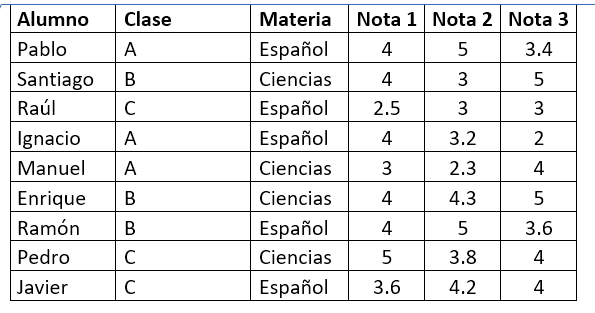 Alumno Clase Materia Nota 1 Nota 2 Nota 3
Pablo A Español 4 5 3.4
Santiago B Ciencias 4 3 5
Raúl C Español 2.5 3 3
Ignacio A Español 4 3.2 2
Manuel A Ciencias 3 2.3 4
Enrique B Ciencias 4 4.3 5
Ramón B Español 4 5 3.6
Pedro C Ciencias 5 3.8 4
Javier C Español 3.6 4.2 4